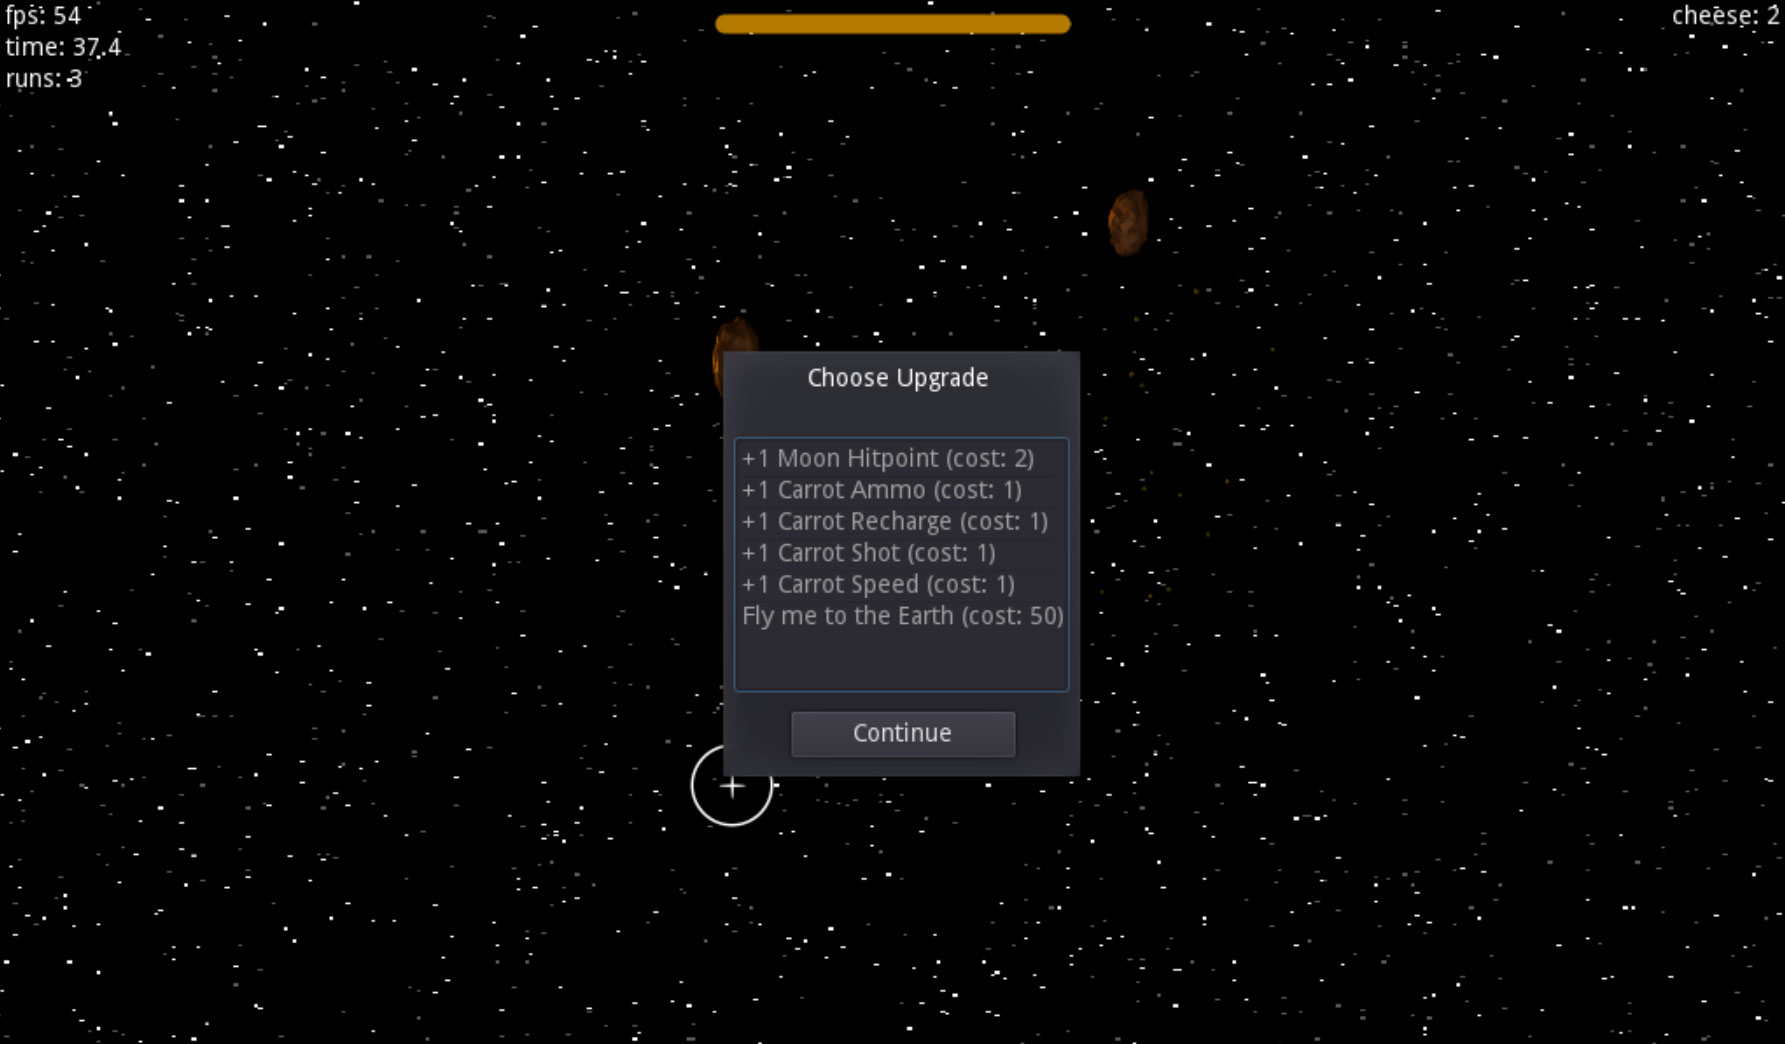 fps: 54
time: 37.4
runs: 3
cheese: 2
Choose Upgrade
+1 Moon Hitpoint (cost: 2)
+1 Carrot Ammo (cost: 1)
+1 Carrot Recharge (cost: 1)
+1 Carrot Shot (cost: 1)
+1 Carrot Speed (cost: 1)
Fly me to the Earth (cost: 50)
Continue